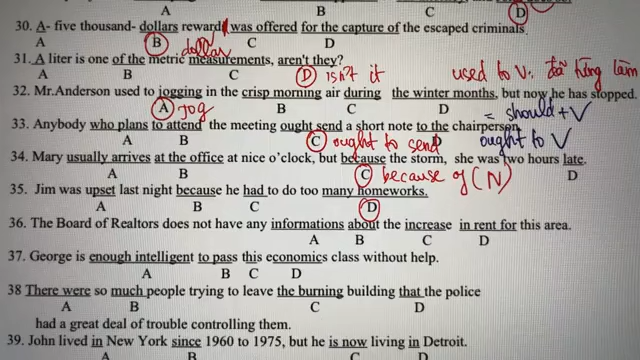 A B C D
30. A- five thousand- dollars reward was offered for the capture of the escaped criminals.
A B C D
dollar
31. A liter is one of the metric measurements, aren't they?
A B C D isn't it
used to V: đã từng làm
32. Mr.Anderson used to jogging in the crisp morning air during the winter months, but now he has stopped.
A jog B C D
= should + V
33. Anybody who plans to attend the meeting ought send a short note to the chairperson.
A B C ought to send D
ought to V
34. Mary usually arrives at the office at nice o'clock, but because the storm, she was two hours late.
A B C because of (N) D
35. Jim was upset last night because he had to do too many homeworks.
A B C D
36. The Board of Realtors does not have any informations about the increase in rent for this area.
A B C D
37. George is enough intelligent to pass this economics class without help.
A B C D
38 There were so much people trying to leave the burning building that the police
A B C D
had a great deal of trouble controlling them.
39. John lived in New York since 1960 to 1975, but he is now living in Detroit.
A B C D